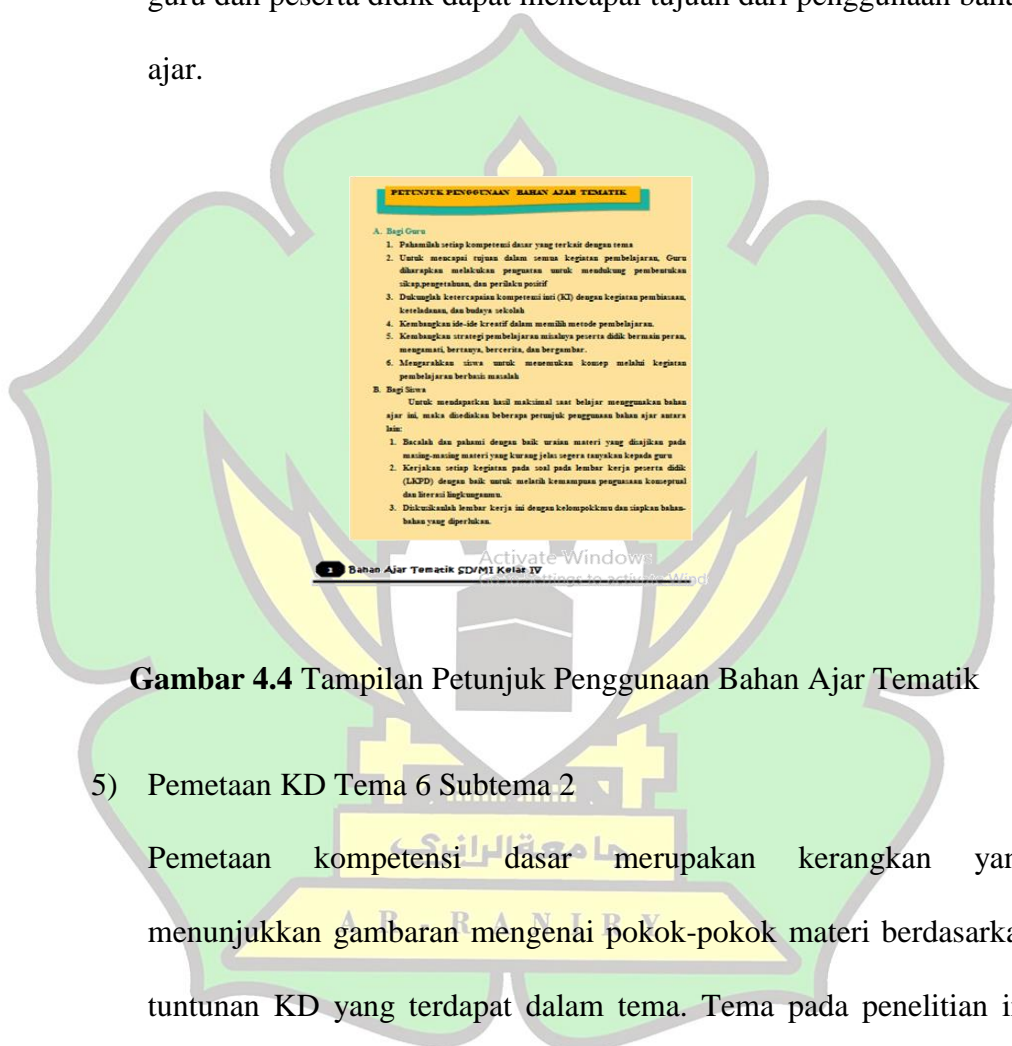 guru dan peserta didik dapat mencapai tujuan dari penggunaan baha
ajar.
PETUNJUK PENGGUNAAN BAHAN AJAR TEMATIK
A. Bagi Guru
1. Pahamilah setiap kompetensi dasar yang terkait dengan tema
2. Untuk mencapai tujuan dalam semua kegiatan pembelajaran, Guru
diharapkan melakukan penguatan untuk mendukung pembentukan
sikap,pengetahuan, dan perilaku positif
3. Dukunglah ketercapaian kompetensi inti (KI) dengan kegiatan pembiasaan,
keteladanan, dan budaya sekolah
4. Kembangkan ide-ide kreatif dalam memilih metode pembelajaran.
5. Kembangkan strategi pembelajaran misalnya peserta didik bermain peran,
mengamati, bertanya, bercerita, dan bergambar.
6. Mengarahkan siswa untuk menemukan konsep melalui kegiatan
pembelajaran berbasis masalah
B. Bagi Siswa
Untuk mendapatkan hasil maksimal saat belajar menggunakan bahan
ajar ini, maka disediakan beberapa petunjuk penggunaan bahan ajar antara
lain:
1. Bacalah dan pahami dengan baik uraian materi yang disajikan pada
masing-masing materi yang kurang jelas segera tanyakan kepada guru
2. Kerjakan setiap kegiatan pada soal pada lembar kerja peserta didik
(LKPD) dengan baik untuk melatih kemampuan penguasaan konseptual
dan literasi lingkunganmu.
3. Diskusikanlah lembar kerja ini dengan kelompokkmu dan siapkan bahan-
bahan yang diperlukan.
Activate Windows
Bahan Ajar Tematik SD/MI Kelas IV
settings to activate Wind
Gambar 4.4 Tampilan Petunjuk Penggunaan Bahan Ajar Tematik
5) Pemetaan KD Tema 6 Subtema 2
جامعة الرانري
Pemetaan kompetensi dasar merupakan kerangkan yan
AR-RANIRY
menunjukkan gambaran mengenai pokok-pokok materi berdasarka
tuntunan KD yang terdapat dalam tema. Tema pada penelitian in